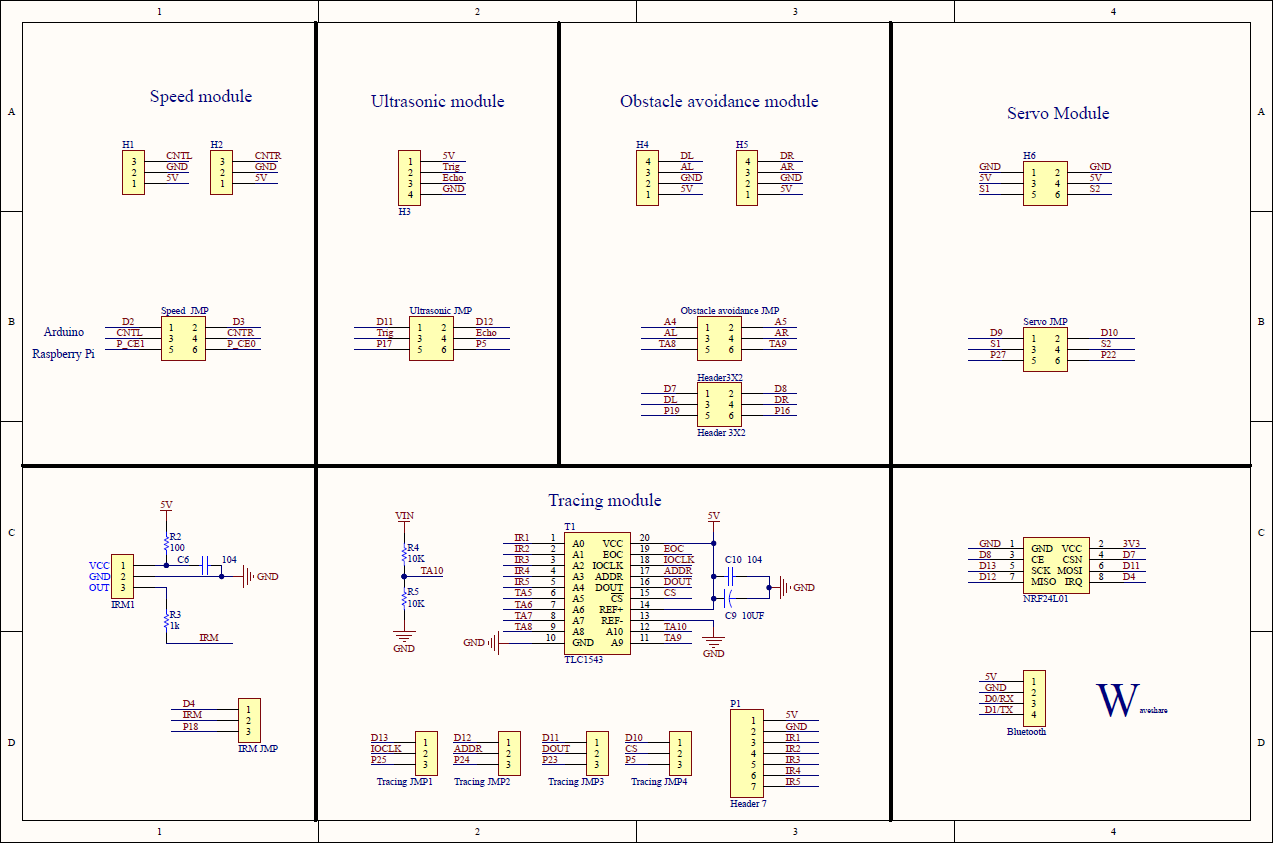 1 2 3 4
A A
B B
C C
D D
1 2 3 4
Speed module
H1
3 CNTL
2 GND
1 5V
H2
3 CNTR
2 GND
1 5V
Arduino
Raspberry Pi
Speed JMP
D2 1 2 D3
CNTL 3 4 CNTR
P_CE1 5 6 P_CE0
Ultrasonic module
1 5V
2 Trig
3 Echo
4 GND
H3
Ultrasonic JMP
D11 1 2 D12
Trig 3 4 Echo
P17 5 6 P5
Obstacle avoidance module
H4
4 DL
3 AL
2 GND
1 5V
H5
4 DR
3 AR
2 GND
1 5V
Obstacle avoidance JMP
A4 1 2 A5
AL 3 4 AR
TA8 5 6 TA9
Header3X2
D7 1 2 D8
DL 3 4 DR
P19 5 6 P16
Header 3X2
Servo Module
H6
GND 1 2 GND
5V 3 4 5V
S1 5 6 S2
Servo JMP
D9 1 2 D10
S1 3 4 S2
P27 5 6 P22
5V
R2
100
C6 104
VCC 1
GND 2
OUT 3
GND
IRM1
R3
1k
IRM
D4 1
IRM 2
P18 3
IRM JMP
Tracing module
VIN
R4
10K
TA10
R5
10K
GND
T1
IR1 1 A0 VCC 20
IR2 2 A1 EOC 19 EOC
IR3 3 A2 IOCLK 18 IOCLK
IR4 4 A3 ADDR 17 ADDR
IR5 5 A4 DOUT 16 DOUT
TA5 6 A5 CS 15 CS
TA6 7 A6 REF+ 14
TA7 8 A7 REF- 13
TA8 9 A8 A10 12 TA10
GND 10 GND A9 11 TA9
TLC1543
5V
C10 104
GND
C9 10UF
GND
D13 1
IOCLK 2
P25 3
Tracing JMP1
D12 1
ADDR 2
P24 3
Tracing JMP2
D11 1
DOUT 2
P23 3
Tracing JMP3
D10 1
CS 2
P5 3
Tracing JMP4
P1
1 5V
2 GND
3 IR1
4 IR2
5 IR3
6 IR4
7 IR5
Header 7
GND 1 GND VCC 2 3V3
D8 3 CE CSN 4 D7
D13 5 SCK MOSI 6 D11
D12 7 MISO IRQ 8 D4
NRF24L01
5V 1
GND 2
D0/RX 3
D1/TX 4
Bluetooth
Waveshare